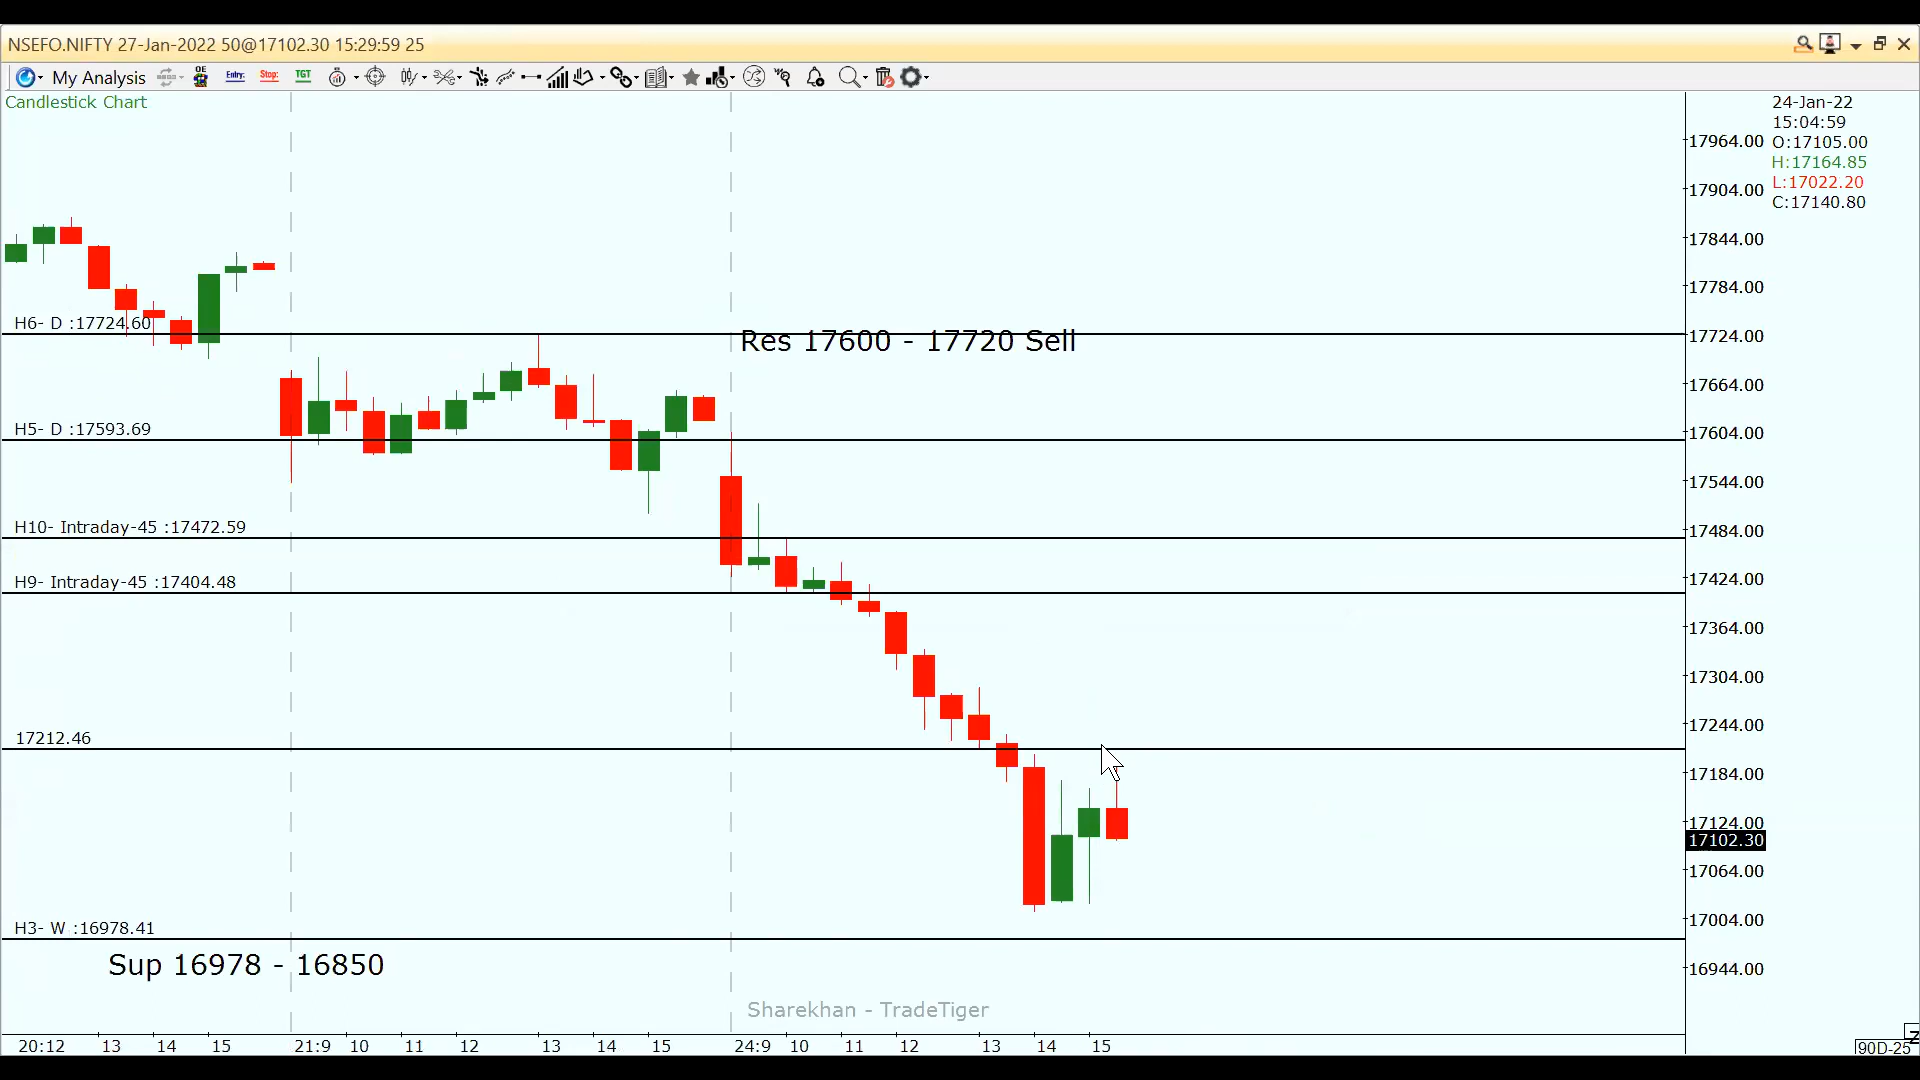 NSEFO.NIFTY 27-Jan-2022 50@17102.30 15:29:59 25
My Analysis OE Entry: Stop: TGT
Candlestick Chart
24-Jan-22
15:04:59
O:17105.00
H:17164.85
L:17022.20
C:17140.80
17964.00
17904.00
17844.00
17784.00
17724.00
17664.00
17604.00
17544.00
17484.00
17424.00
17364.00
17304.00
17244.00
17184.00
17124.00
17102.30
17064.00
17004.00
16944.00
H6- D :17724.60
Res 17600 - 17720 Sell
H5- D :17593.69
H10- Intraday-45 :17472.59
H9- Intraday-45 :17404.48
17212.46
H3- W :16978.41
Sup 16978 - 16850
Sharekhan - TradeTiger
20:12 13 14 15 21:9 10 11 12 13 14 15 24:9 10 11 12 13 14 15
90D-25